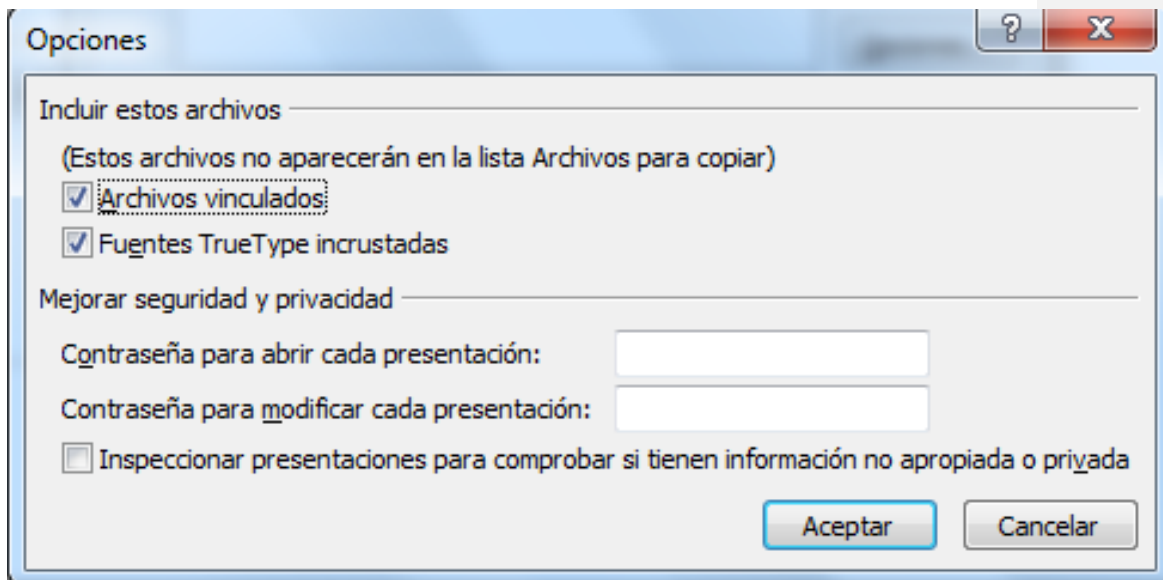 Opciones
Incluir estos archivos
(Estos archivos no aparecerán en la lista Archivos para copiar)
Archivos vinculados
Fuentes TrueType incrustadas
Mejorar seguridad y privacidad
Contraseña para abrir cada presentación:
Contraseña para modificar cada presentación:
Inspeccionar presentaciones para comprobar si tienen información no apropiada o privada
Aceptar Cancelar